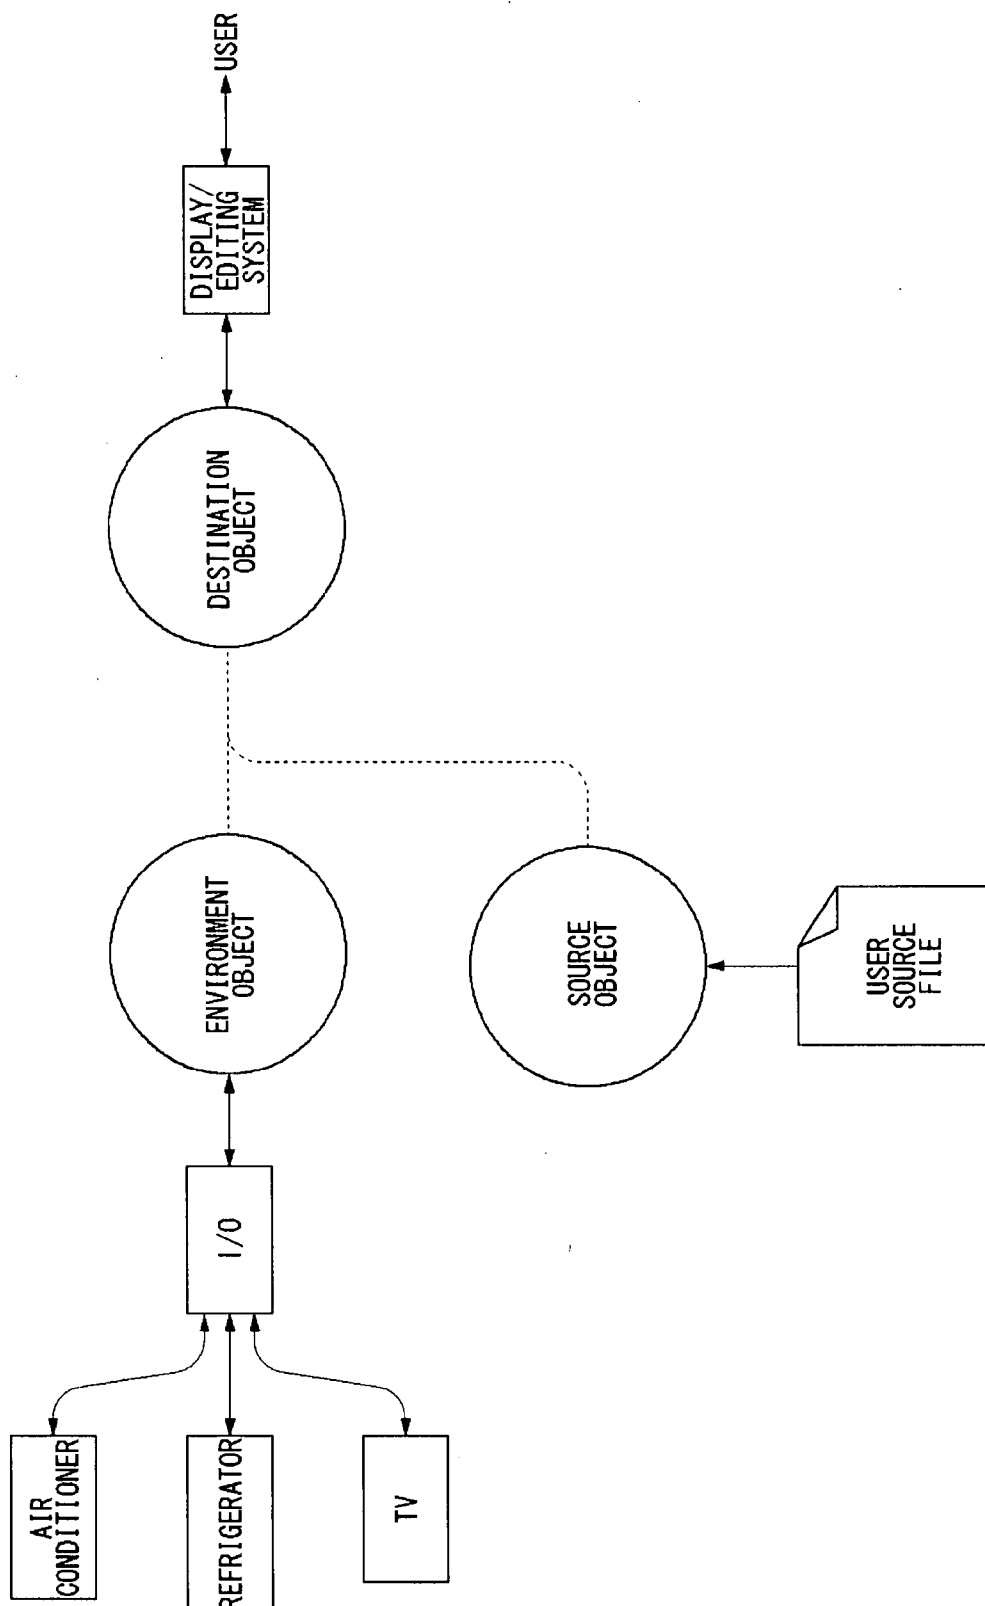 AIR
CONDITIONER
REFRIGERATOR
TV
I/O
ENVIRONMENT
OBJECT
DESTINATION
OBJECT
DISPLAY/
EDITING
SYSTEM
USER
SOURCE
OBJECT
USER
SOURCE
FILE